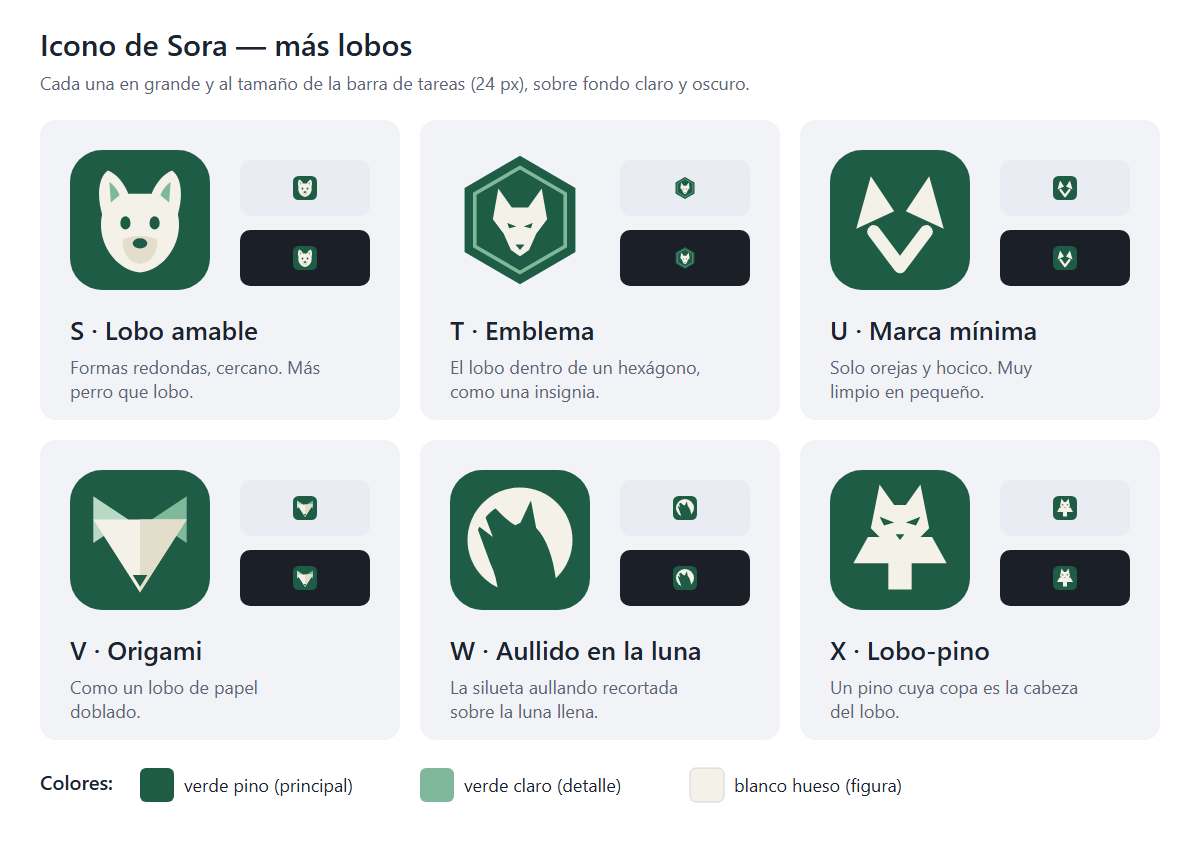 Icono de Sora — más lobos
Cada una en grande y al tamaño de la barra de tareas (24 px), sobre fondo claro y oscuro.
S · Lobo amable
Formas redondas, cercano. Más
perro que lobo.
T · Emblema
El lobo dentro de un hexágono,
como una insignia.
U · Marca mínima
Solo orejas y hocico. Muy
limpio en pequeño.
V · Origami
Como un lobo de papel
doblado.
W · Aullido en la luna
La silueta aullando recortada
sobre la luna llena.
X · Lobo-pino
Un pino cuya copa es la cabeza
del lobo.
Colores: verde pino (principal) verde claro (detalle) blanco hueso (figura)